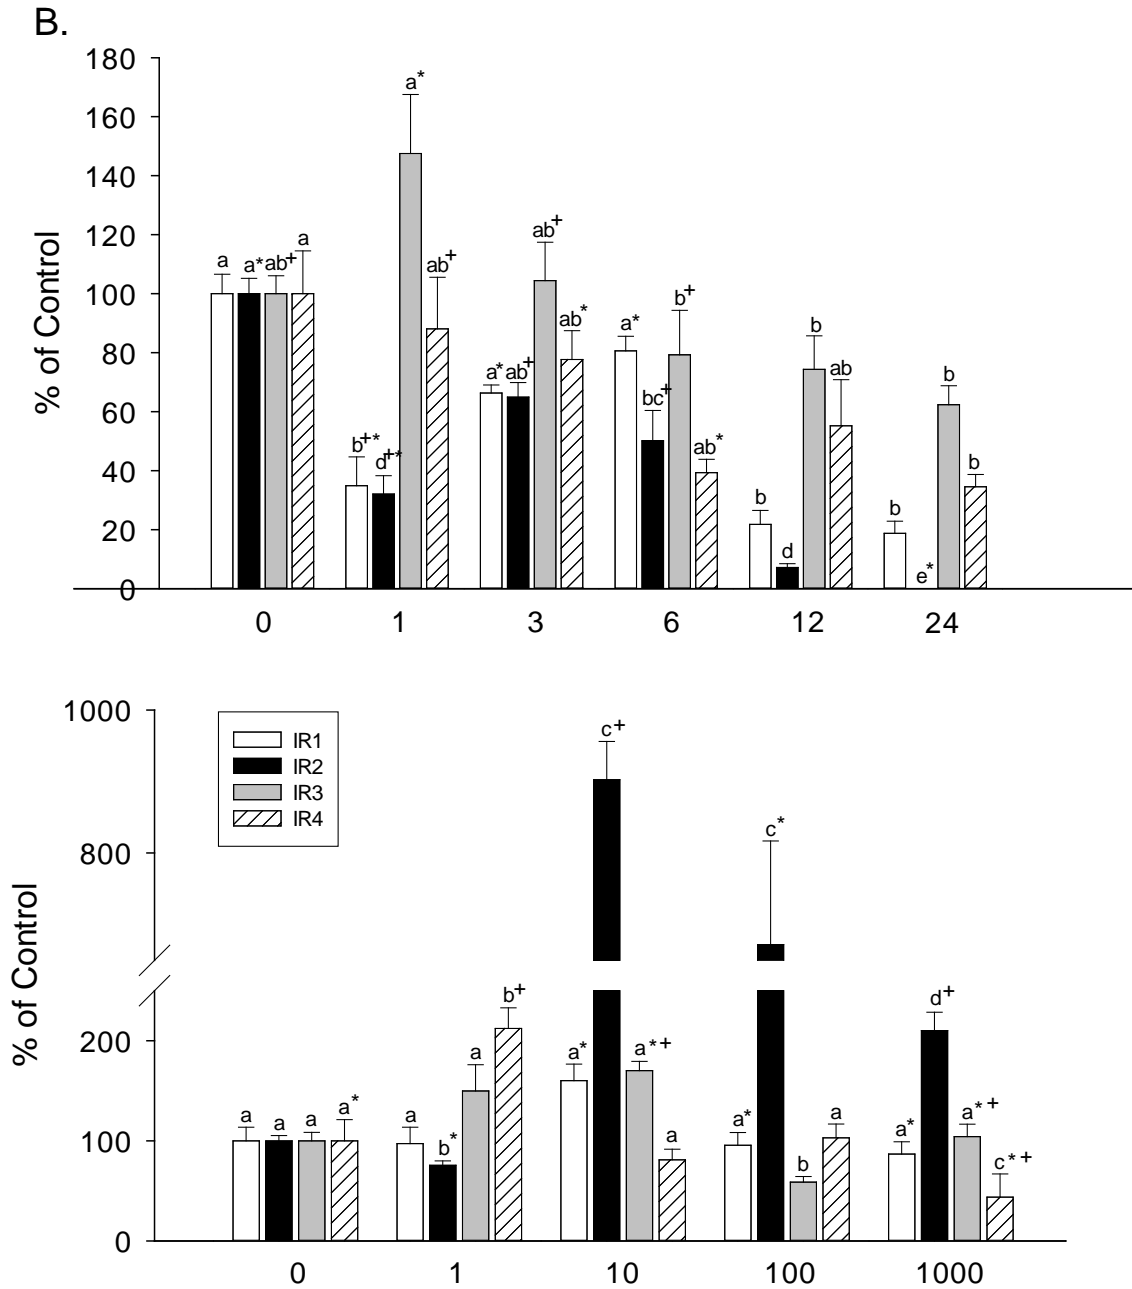 B.
180
160
140
120
100
80
60
40
20
0
% of Control
a a* ab+ a
b+* d+* a* ab+
a* ab+ ab+ ab*
a* bc+ b+ ab*
b d b ab
b e* b b
0 1 3 6 12 24
1000
800
200
100
0
% of Control
IR1
IR2
IR3
IR4
a a a a*
a b* a b+
a* c+ a*+ a
a* c* b a
a* d+ a*+ c*+
0 1 10 100 1000